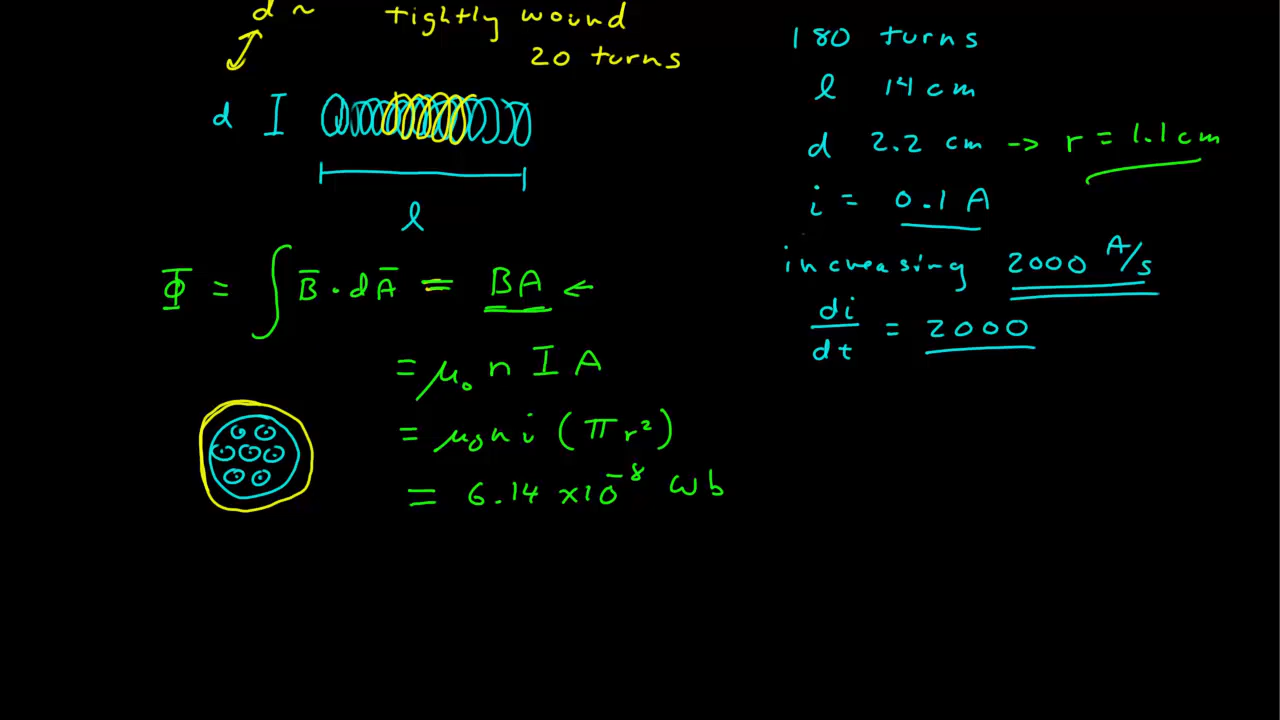 d ~ tightly wound
20 turns
d I
l
Φ = ∫ B̄ · dĀ = BA ←
= μ₀ n I A
= μ₀ n i (π r²)
= 6.14 × 10⁻⁸ wb
180 turns
l 14 cm
d 2.2 cm -> r = 1.1 cm
i = 0.1 A
increasing 2000 A/s
di/dt = 2000